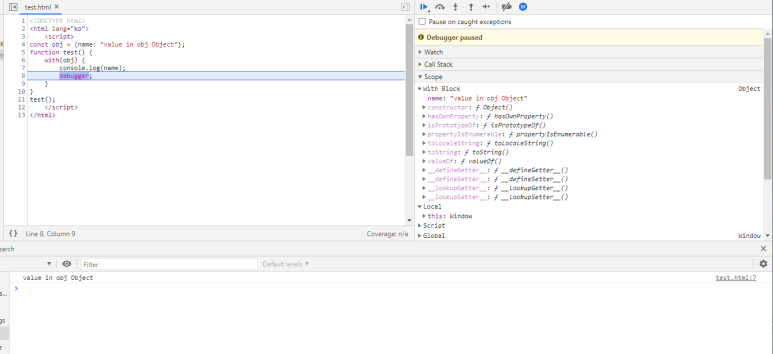 test.html ×
1 <!DOCTYPE html>
2 <html lang="ko">
3 <script>
4 const obj = {name: "value in obj Object"};
5 function test() {
6 with(obj) {
7 console.log(name);
8 debugger;
9 }
10 }
11 test();
12 </script>
13 </html>
{} Line 8, Column 9 Coverage: n/a
Pause on caught exceptions
Debugger paused
Watch
Call Stack
Scope
With Block Object
name: "value in obj Object"
constructor: ƒ Object()
hasOwnProperty: ƒ hasOwnProperty()
isPrototypeOf: ƒ isPrototypeOf()
propertyIsEnumerable: ƒ propertyIsEnumerable()
toLocaleString: ƒ toLocaleString()
toString: ƒ toString()
valueOf: ƒ valueOf()
__defineGetter__: ƒ __defineGetter__()
__defineSetter__: ƒ __defineSetter__()
__lookupGetter__: ƒ __lookupGetter__()
__lookupSetter__: ƒ __lookupSetter__()
Local
this: Window
Script
Global Window
earch ×
Filter Default levels
value in obj Object test.html:7
>